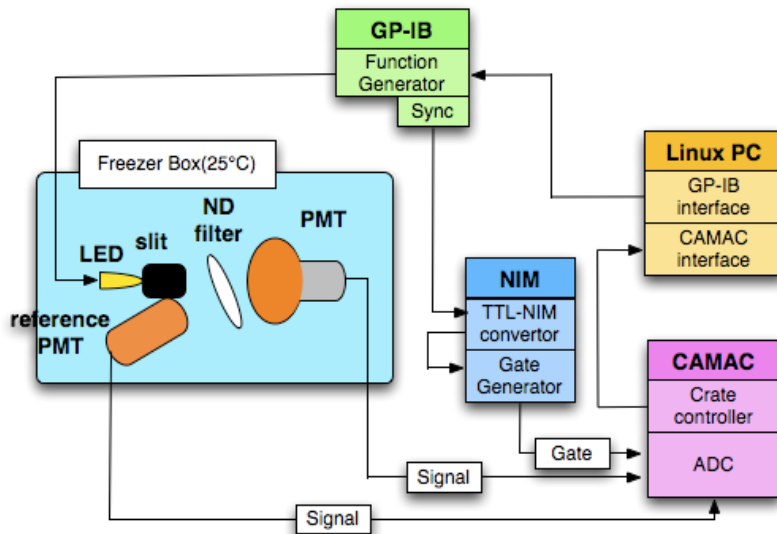 GP-IB
Function
Generator
Sync
Freezer Box(25°C)
Linux PC
GP-IB
interface
CAMAC
interface
ND
filter
PMT
slit
LED
reference
PMT
NIM
TTL-NIM
convertor
Gate
Generator
CAMAC
Crate
controller
ADC
Gate
Signal
Signal